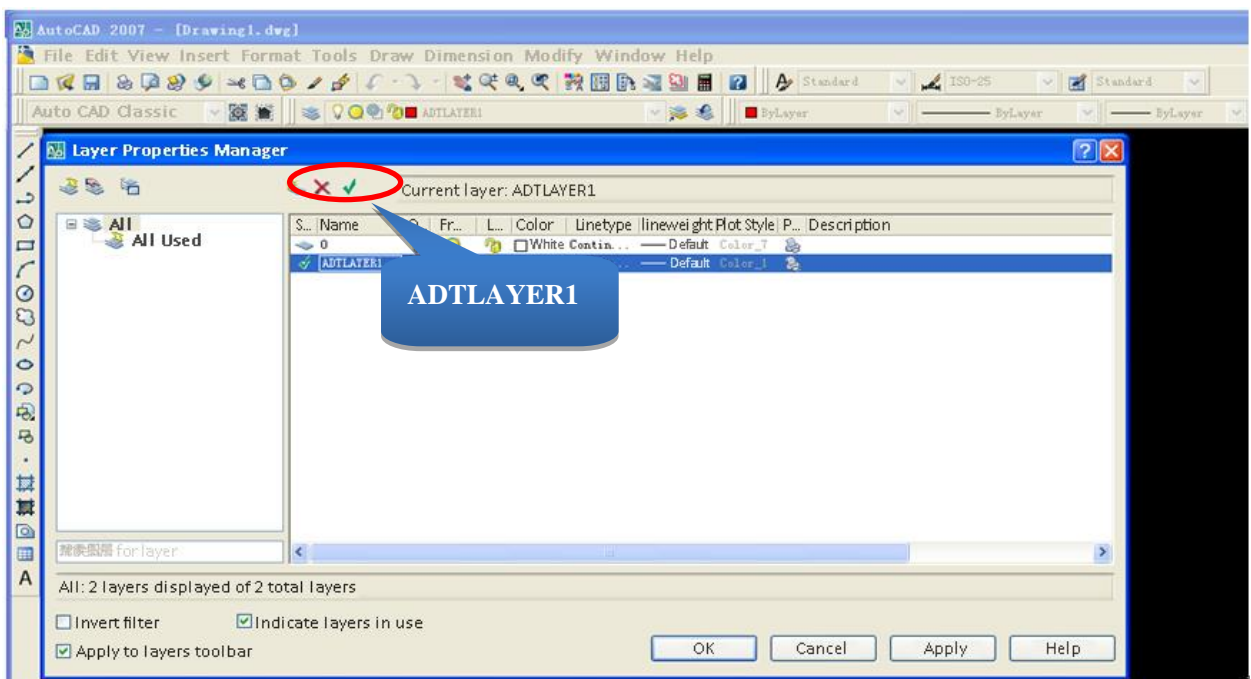 AutoCAD 2007 - [Drawing1.dwg]
File Edit View Insert Format Tools Draw Dimension Modify Window Help
Standard ISO-25 Standard
Auto CAD Classic ADTLAYER1 ByLayer ByLayer ByLayer
Layer Properties Manager
Current layer: ADTLAYER1
All
All Used
S... Name O... Fr... L... Color Linetype lineweight Plot Style P... Description
0 White Contin... Default Color_7
ADTLAYER1 Default Color_1
ADTLAYER1
for layer
All: 2 layers displayed of 2 total layers
Invert filter Indicate layers in use
Apply to layers toolbar
OK Cancel Apply Help
A